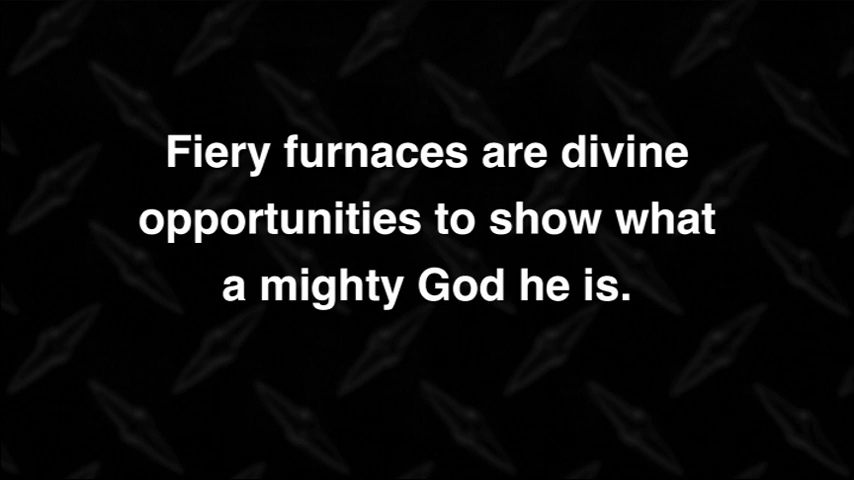 Fiery furnaces are divine
opportunities to show what
a mighty God he is.